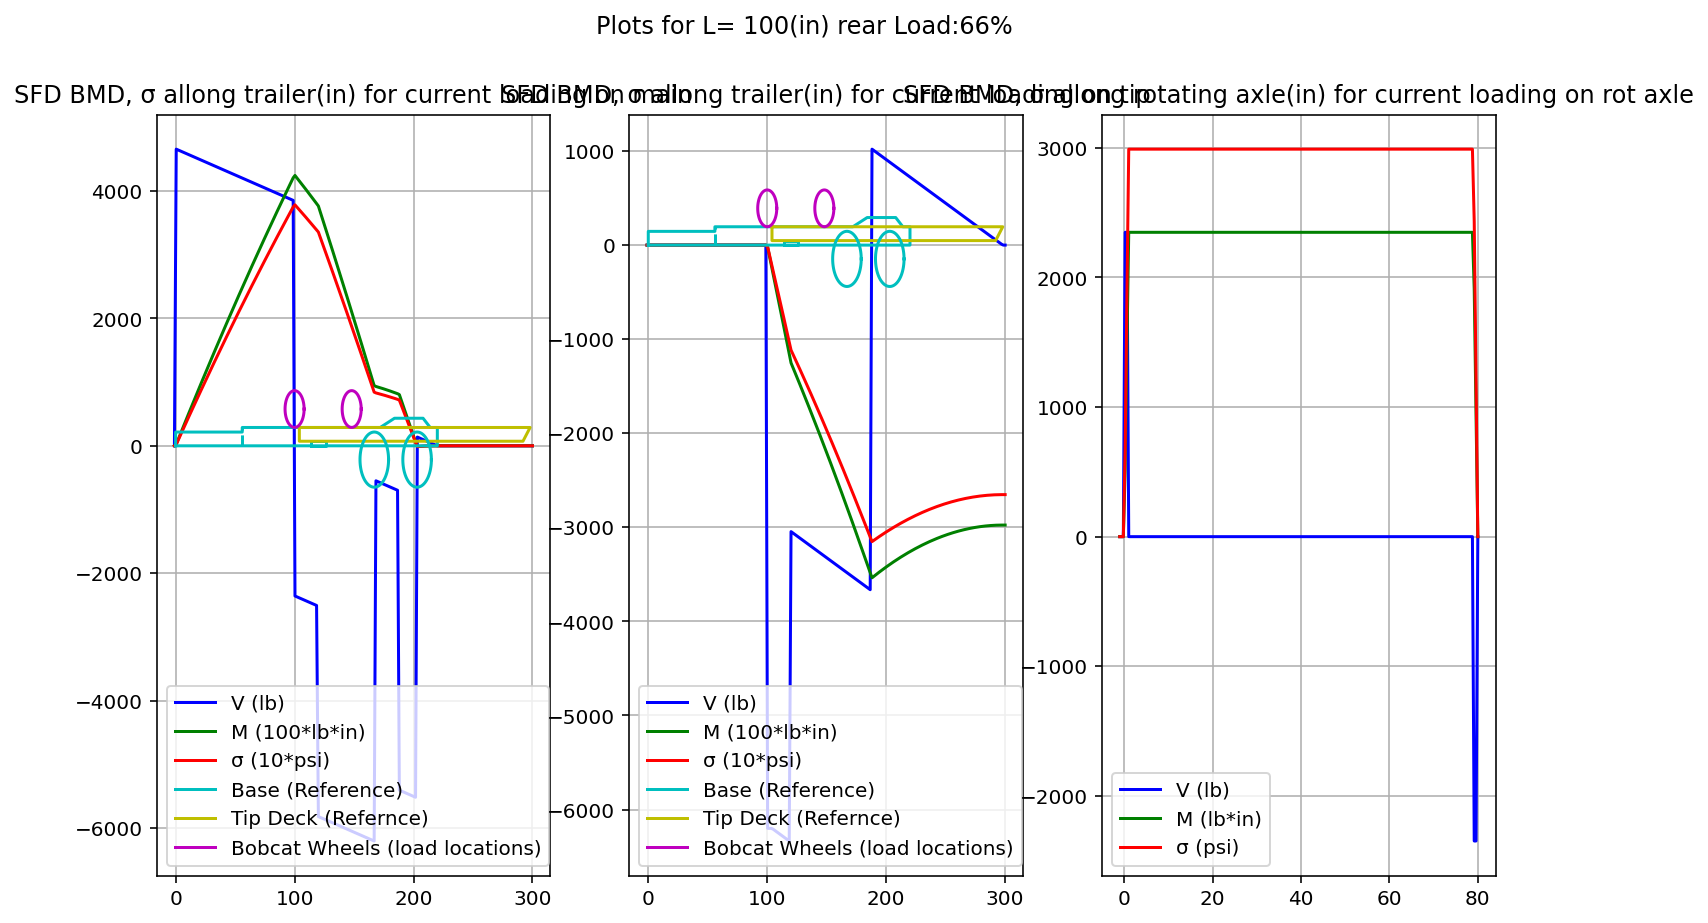 Plots for L= 100(in) rear Load:66%
SFD BMD, σ allong trailer(in) for current loading on main
SFD BMD, σ allong trailer(in) for current loading on tip
SFD BMD, σ allong rotating axle(in) for current loading on rot axle
4000
2000
0
−2000
−4000
−6000
0
100
200
300
V (lb)
M (100*lb*in)
σ (10*psi)
Base (Reference)
Tip Deck (Refernce)
Bobcat Wheels (load locations)
1000
0
−1000
−2000
−3000
−4000
−5000
−6000
0
100
200
300
V (lb)
M (100*lb*in)
σ (10*psi)
Base (Reference)
Tip Deck (Refernce)
Bobcat Wheels (load locations)
3000
2000
1000
0
−1000
−2000
0
20
40
60
80
V (lb)
M (lb*in)
σ (psi)